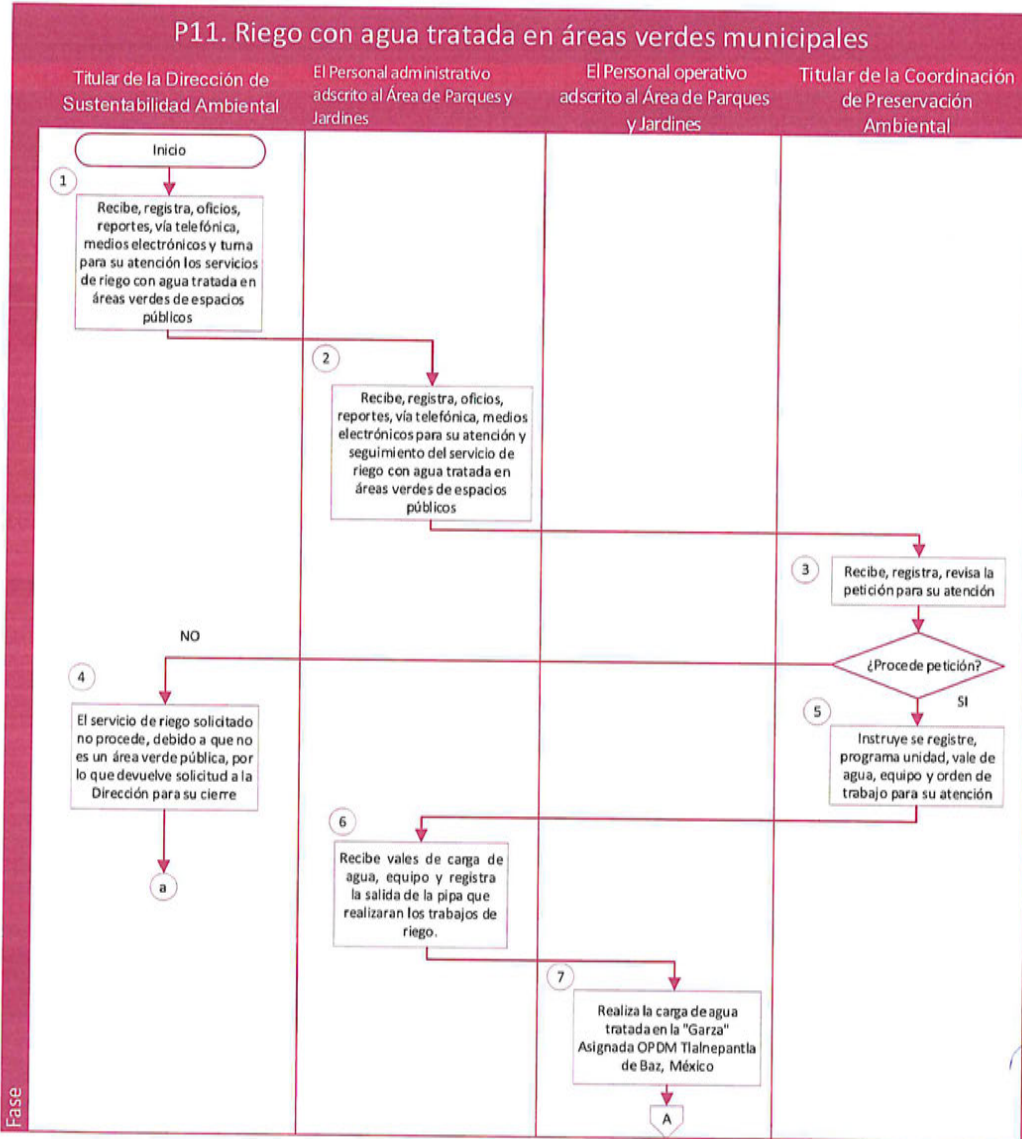 P11. Riego con agua tratada en áreas verdes municipales
Titular de la Dirección de
Sustentabilidad Ambiental
El Personal administrativo
adscrito al Área de Parques y
Jardines
El Personal operativo
adscrito al Área de Parques
y Jardines
Titular de la Coordinación
de Preservación
Ambiental
Inicio
1
Recibe, registra, oficios,
reportes, vía telefónica,
medios electrónicos y turna
para su atención los servicios
de riego con agua tratada en
áreas verdes de espacios
públicos
2
Recibe, registra, oficios,
reportes, vía telefónica, medios
electrónicos para su atención y
seguimiento del servicio de
riego con agua tratada en
áreas verdes de espacios
públicos
3
Recibe, registra, revisa la
petición para su atención
¿Procede petición?
NO
SI
4
El servicio de riego solicitado
no procede, debido a que no
es un área verde pública, por
lo que devuelve solicitud a la
Dirección para su cierre
a
5
Instruye se registre,
programa unidad, vale de
agua, equipo y orden de
trabajo para su atención
6
Recibe vales de carga de
agua, equipo y registra
la salida de la pipa que
realizaran los trabajos de
riego.
7
Realiza la carga de agua
tratada en la "Garza"
Asignada OPDM Tlalnepantla
de Baz, México
A
Fase